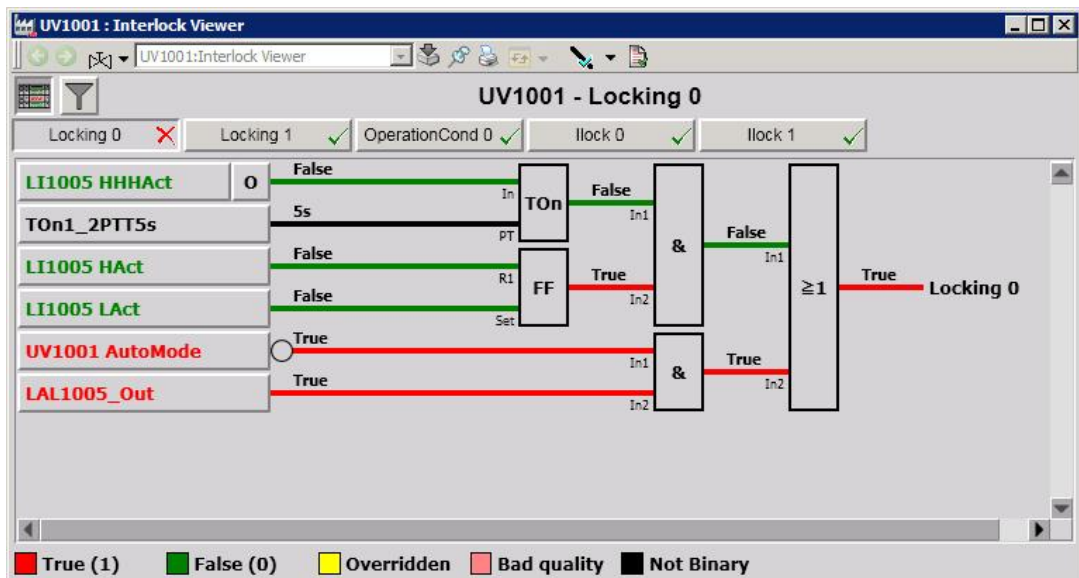 UV1001 : Interlock Viewer
UV1001:Interlock Viewer
UV1001 - Locking 0
Locking 0 Locking 1 OperationCond 0 Ilock 0 Ilock 1
LI1005 HHHAct O False In TOn False In1
TOn1_2PTT5s 5s PT & False In1
LI1005 HAct False R1 FF True In2 ≧1 True Locking 0
LI1005 LAct False Set
UV1001 AutoMode True In1 & True In2
LAL1005_Out True In2
True (1) False (0) Overridden Bad quality Not Binary